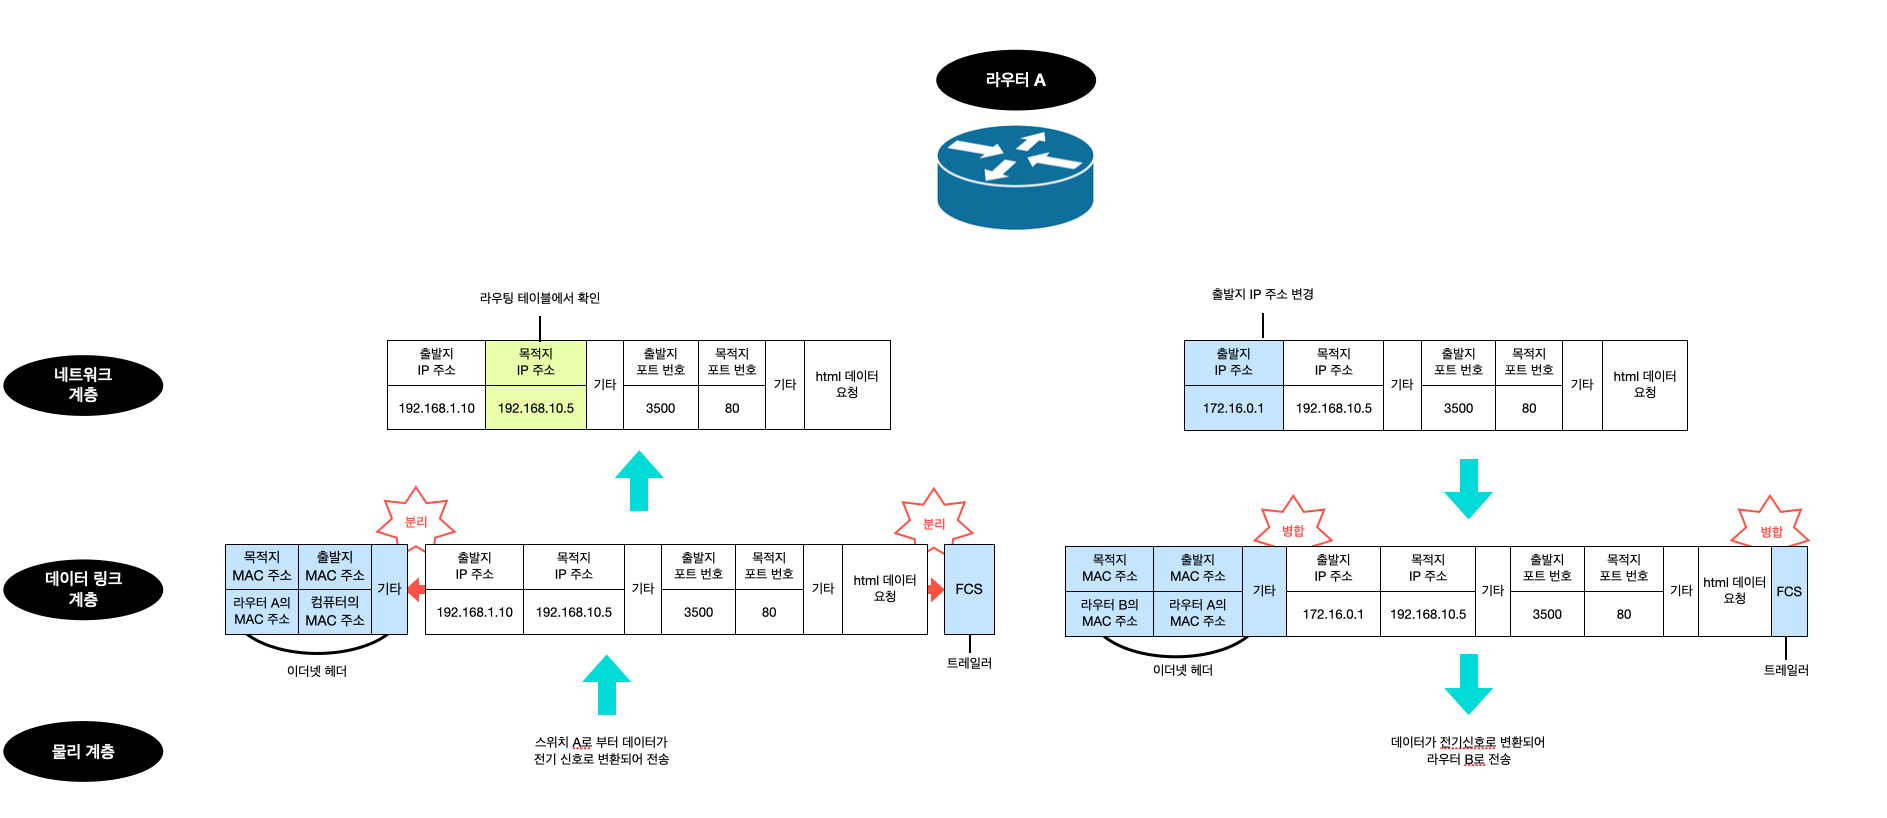 라우터 A
라우팅 테이블에서 확인
출발지 IP 주소 변경
네트워크
계층
출발지
IP 주소
목적지
IP 주소
기타
출발지
포트 번호
목적지
포트 번호
기타
html 데이터
요청
192.168.1.10
192.168.10.5
3500
80
출발지
IP 주소
목적지
IP 주소
기타
출발지
포트 번호
목적지
포트 번호
기타
html 데이터
요청
172.16.0.1
192.168.10.5
3500
80
분리
분리
병합
병합
데이터 링크
계층
목적지
MAC 주소
출발지
MAC 주소
기타
라우터 A의
MAC 주소
컴퓨터의
MAC 주소
출발지
IP 주소
목적지
IP 주소
기타
출발지
포트 번호
목적지
포트 번호
기타
html 데이터
요청
192.168.1.10
192.168.10.5
3500
80
FCS
이더넷 헤더
트레일러
목적지
MAC 주소
출발지
MAC 주소
기타
라우터 B의
MAC 주소
라우터 A의
MAC 주소
출발지
IP 주소
목적지
IP 주소
기타
출발지
포트 번호
목적지
포트 번호
기타
html 데이터
요청
172.16.0.1
192.168.10.5
3500
80
FCS
이더넷 헤더
트레일러
물리 계층
스위치 A로 부터 데이터가
전기 신호로 변환되어 전송
데이터가 전기신호로 변환되어
라우터 B로 전송